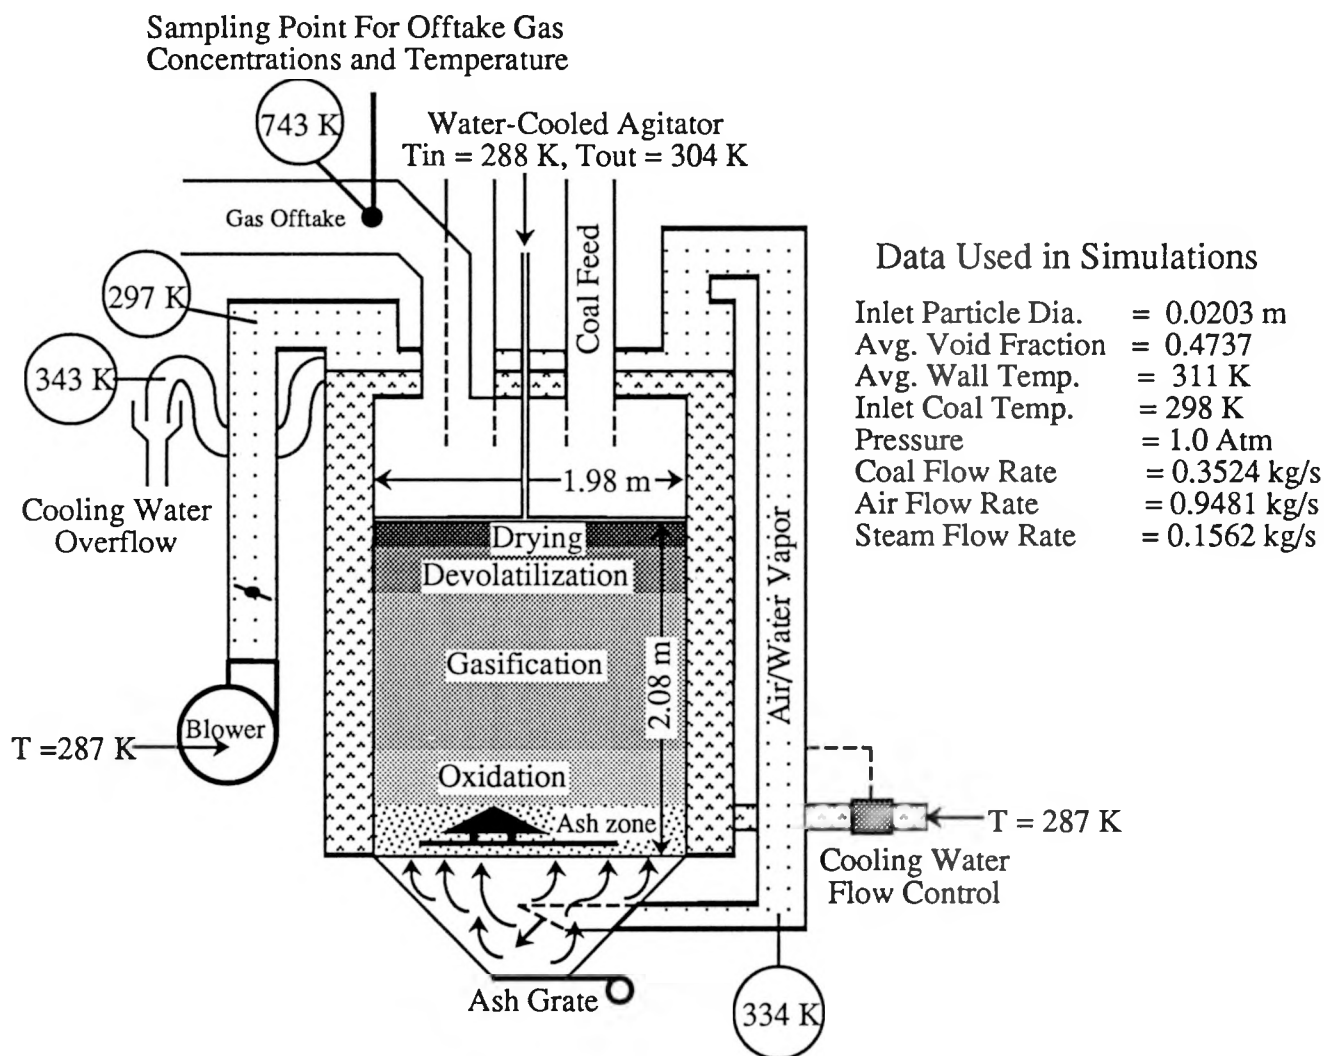 Sampling Point For Offtake Gas
Concentrations and Temperature
743 K
Water-Cooled Agitator
Tin = 288 K, Tout = 304 K
Gas Offtake
Coal Feed
297 K
343 K
Cooling Water
Overflow
1.98 m
Drying
Devolatilization
Gasification
2.08 m
Oxidation
Ash zone
Air/Water Vapor
Blower
T =287 K
T = 287 K
Cooling Water
Flow Control
Ash Grate
334 K
Data Used in Simulations
Inlet Particle Dia. = 0.0203 m
Avg. Void Fraction = 0.4737
Avg. Wall Temp. = 311 K
Inlet Coal Temp. = 298 K
Pressure = 1.0 Atm
Coal Flow Rate = 0.3524 kg/s
Air Flow Rate = 0.9481 kg/s
Steam Flow Rate = 0.1562 kg/s